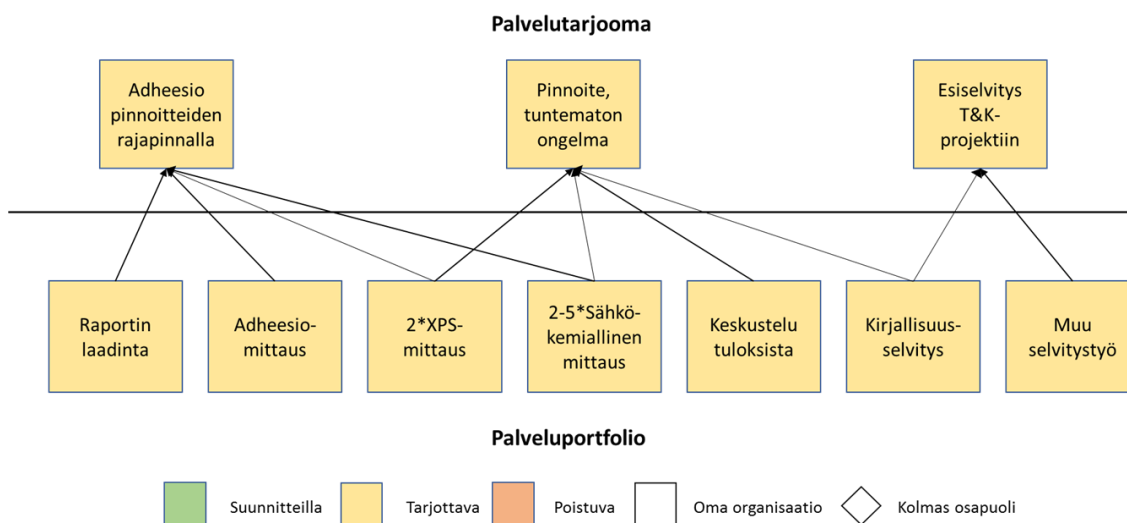 Palvelutarjooma
Adheesio
pinnoitteiden
rajapinnalla
Pinnoite,
tuntematon
ongelma
Esiselvitys
T&K-
projektiin
Raportin
laadinta
Adheesio-
mittaus
2*XPS-
mittaus
2-5*Sähkö-
kemiallinen
mittaus
Keskustelu
tuloksista
Kirjallisuus-
selvitys
Muu
selvitystyö
Palveluportfolio
Suunnitteilla
Tarjottava
Poistuva
Oma organisaatio
Kolmas osapuoli